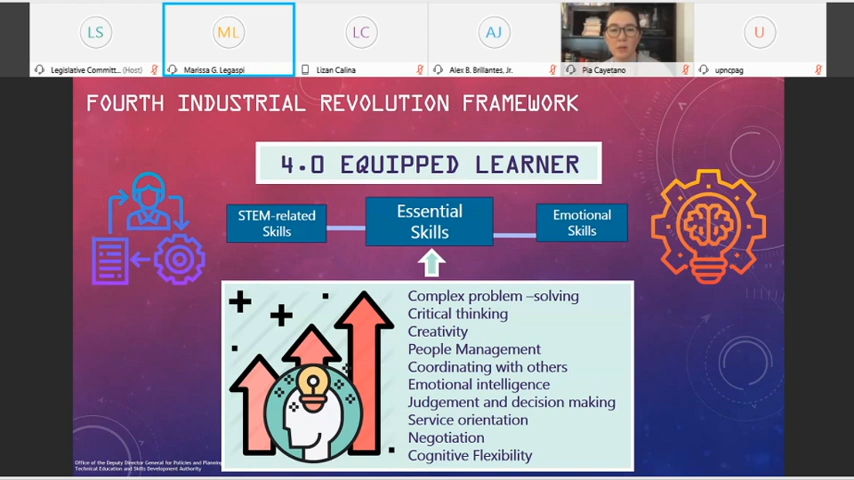 LS
ML
LC
AJ
U
Legislative Committ... (Host)
Marissa G. Legaspi
Lizan Calina
Alex B. Brillantes, Jr.
Pia Cayetano
upncpag
FOURTH INDUSTRIAL REVOLUTION FRAMEWORK
4.0 EQUIPPED LEARNER
STEM-related
Skills
Essential
Skills
Emotional
Skills
Complex problem –solving
Critical thinking
Creativity
People Management
Coordinating with others
Emotional intelligence
Judgement and decision making
Service orientation
Negotiation
Cognitive Flexibility
Office of the Deputy Director General for Policies and Planning
Technical Education and Skills Development Authority